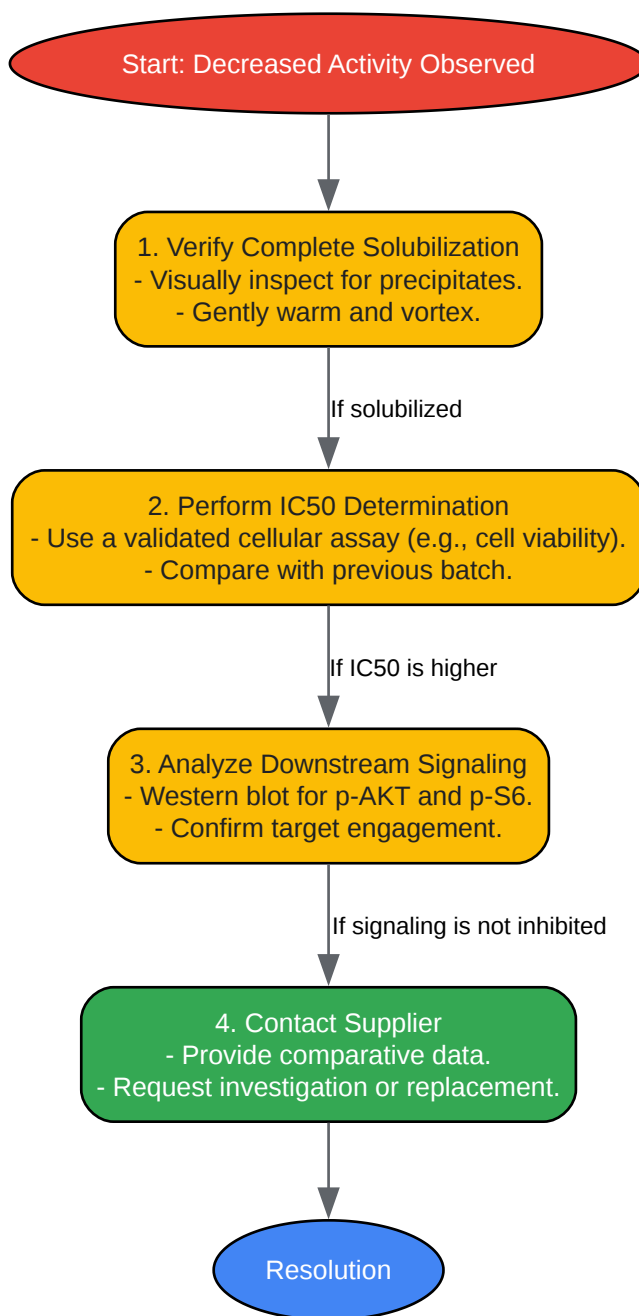 Start: Decreased Activity Observed
1. Verify Complete Solubilization
- Visually inspect for precipitates.
- Gently warm and vortex.
If solubilized
2. Perform IC50 Determination
- Use a validated cellular assay (e.g., cell viability).
- Compare with previous batch.
If IC50 is higher
3. Analyze Downstream Signaling
- Western blot for p-AKT and p-S6.
- Confirm target engagement.
If signaling is not inhibited
4. Contact Supplier
- Provide comparative data.
- Request investigation or replacement.
Resolution